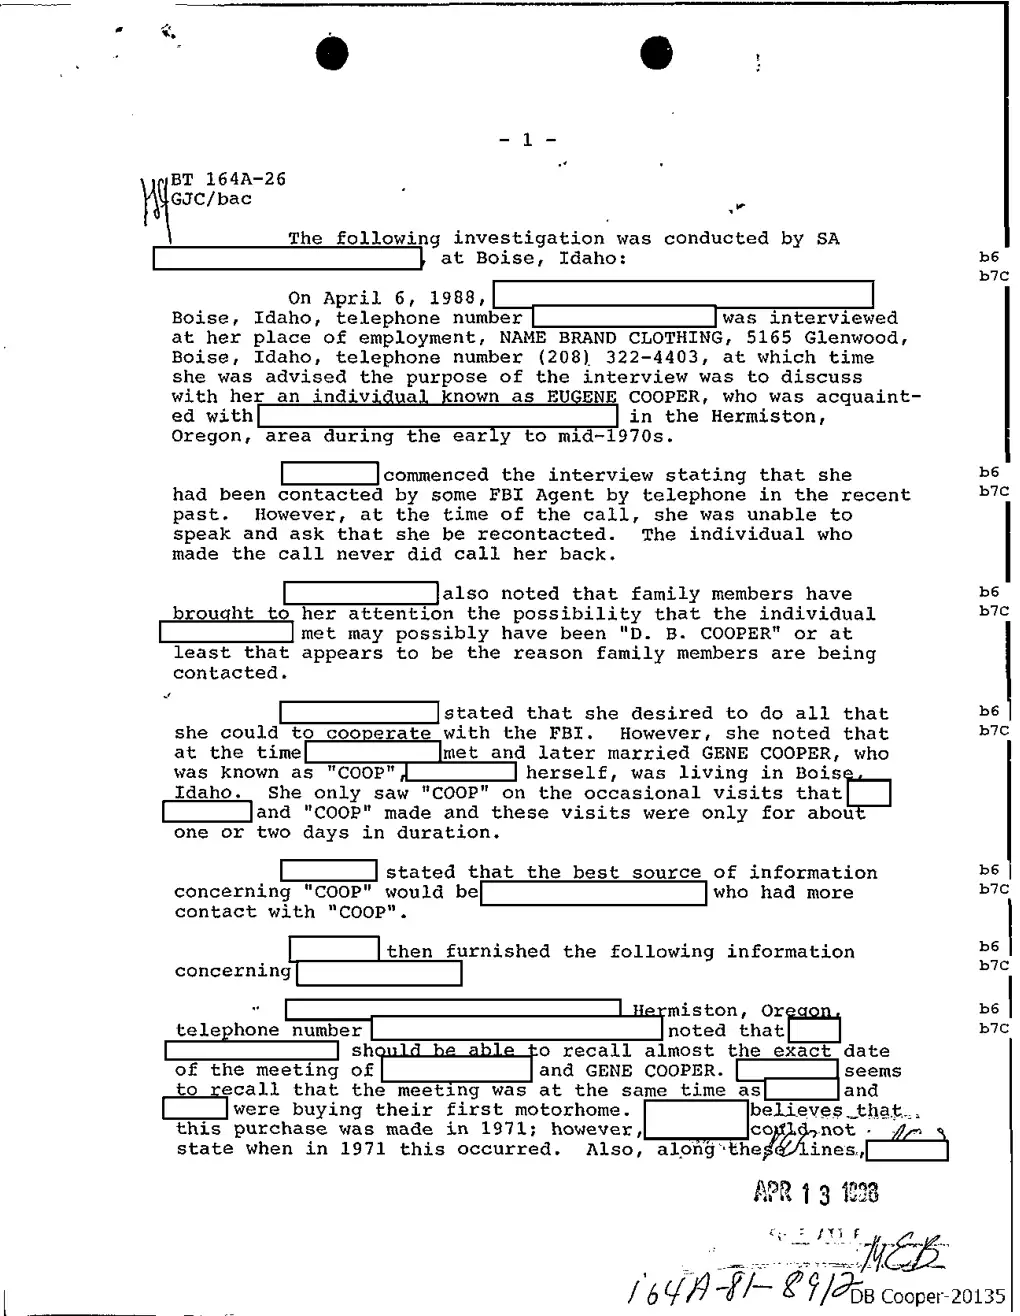 - 1 -
BT 164A-26
GJC/bac
The following investigation was conducted by SA
, at Boise, Idaho:
b6
b7C
On April 6, 1988,
Boise, Idaho, telephone number was interviewed
at her place of employment, NAME BRAND CLOTHING, 5165 Glenwood,
Boise, Idaho, telephone number (208) 322-4403, at which time
she was advised the purpose of the interview was to discuss
with her an individual known as EUGENE COOPER, who was acquaint-
ed with in the Hermiston,
Oregon, area during the early to mid-1970s.
commenced the interview stating that she
b6
had been contacted by some FBI Agent by telephone in the recent
b7C
past. However, at the time of the call, she was unable to
speak and ask that she be recontacted. The individual who
made the call never did call her back.
also noted that family members have
b6
brought to her attention the possibility that the individual
b7C
met may possibly have been "D. B. COOPER" or at
least that appears to be the reason family members are being
contacted.
stated that she desired to do all that
b6
she could to cooperate with the FBI. However, she noted that
b7C
at the time met and later married GENE COOPER, who
was known as "COOP", herself, was living in Boise,
Idaho. She only saw "COOP" on the occasional visits that
and "COOP" made and these visits were only for about
one or two days in duration.
stated that the best source of information
b6
concerning "COOP" would be who had more
b7C
contact with "COOP".
then furnished the following information
b6
concerning
b7C
Hermiston, Oregon,
b6
telephone number noted that
b7C
should be able to recall almost the exact date
of the meeting of and GENE COOPER. seems
to recall that the meeting was at the same time as and
were buying their first motorhome. believes that
this purchase was made in 1971; however, could not
state when in 1971 this occurred. Also, along these lines,
APR 13 1988
MEB
164A-81-8912
DB Cooper-20135